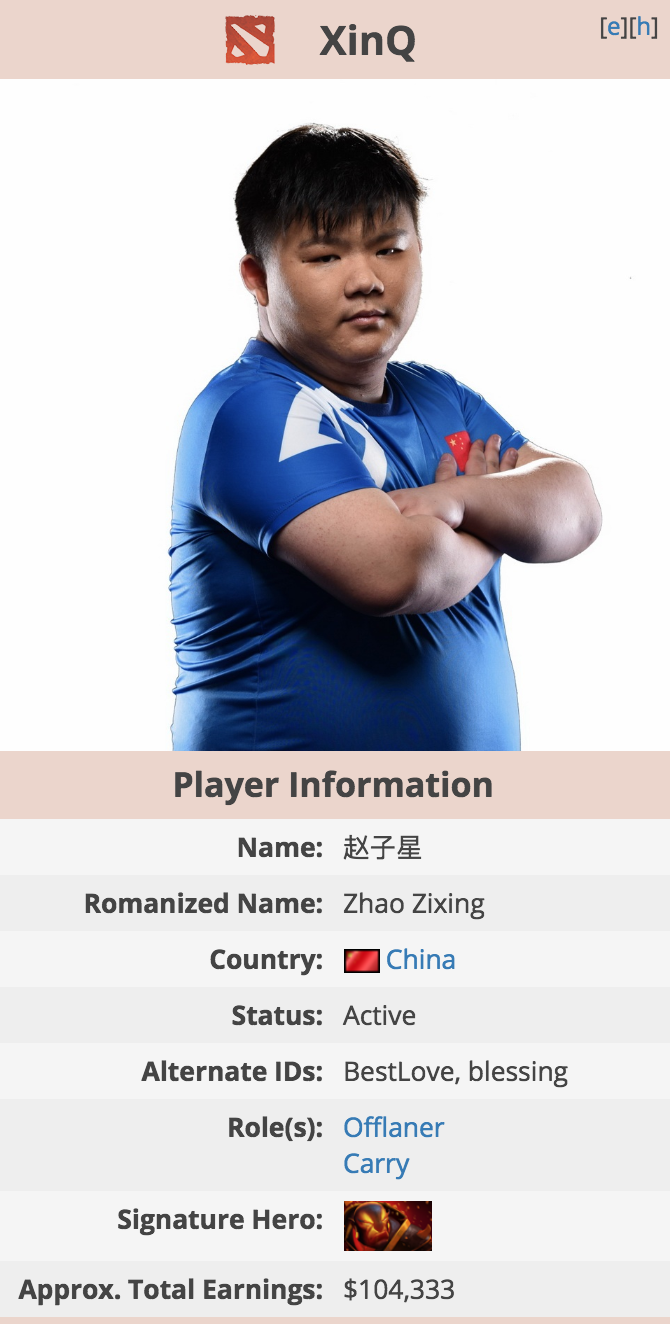 XinQ
[e][h]
Player Information
Name: 赵子星
Romanized Name: Zhao Zixing
Country: China
Status: Active
Alternate IDs: BestLove, blessing
Role(s): Offlaner
Carry
Signature Hero:
Approx. Total Earnings: $104,333